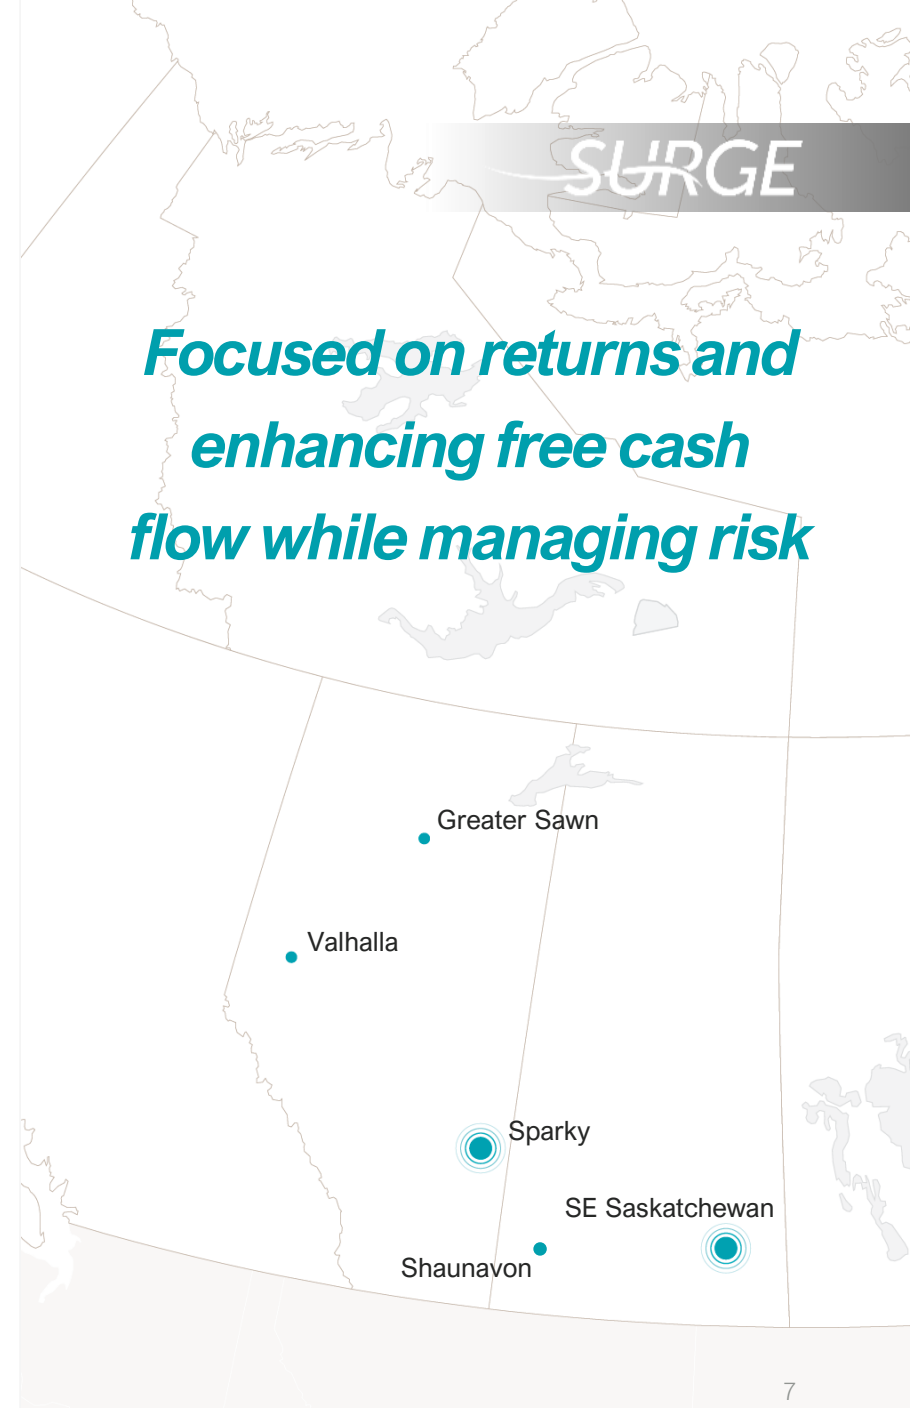 SURGE
Focused on returns and
enhancing free cash
flow while managing risk
Greater Sawn
Valhalla
Sparky
SE Saskatchewan
Shaunavon
7